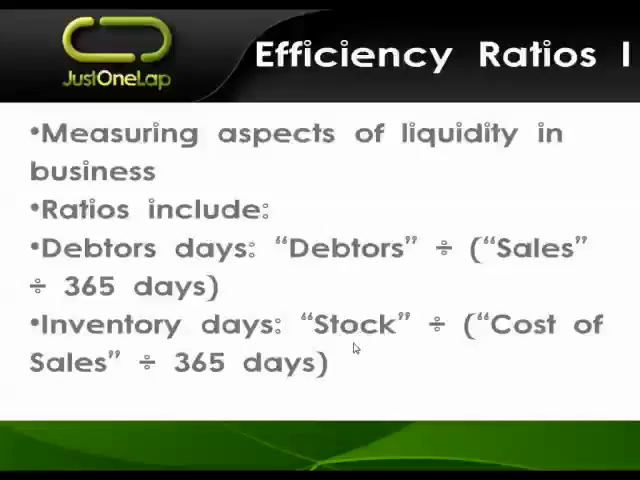 JustOneLap
Efficiency Ratios I
•Measuring aspects of liquidity in
business
•Ratios include:
•Debtors days: “Debtors” ÷ (“Sales”
÷ 365 days)
•Inventory days: “Stock” ÷ (“Cost of
Sales” ÷ 365 days)